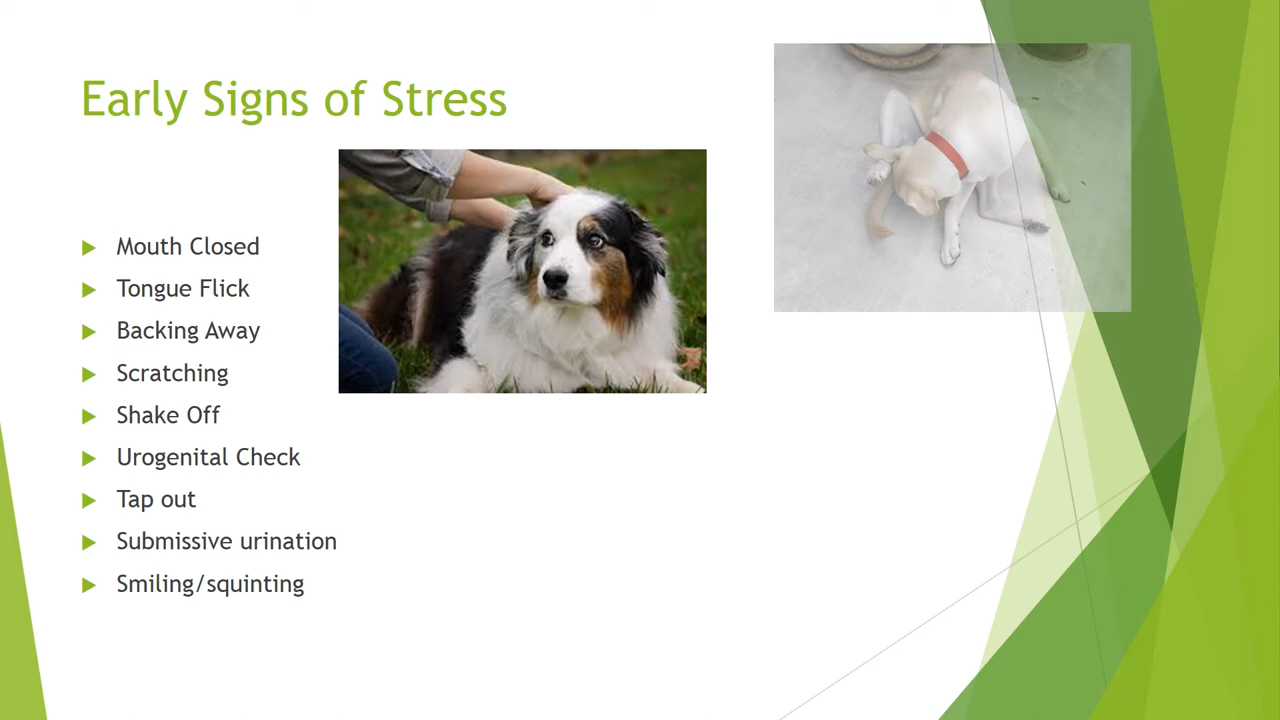 Early Signs of Stress
Mouth Closed
Tongue Flick
Backing Away
Scratching
Shake Off
Urogenital Check
Tap out
Submissive urination
Smiling/squinting